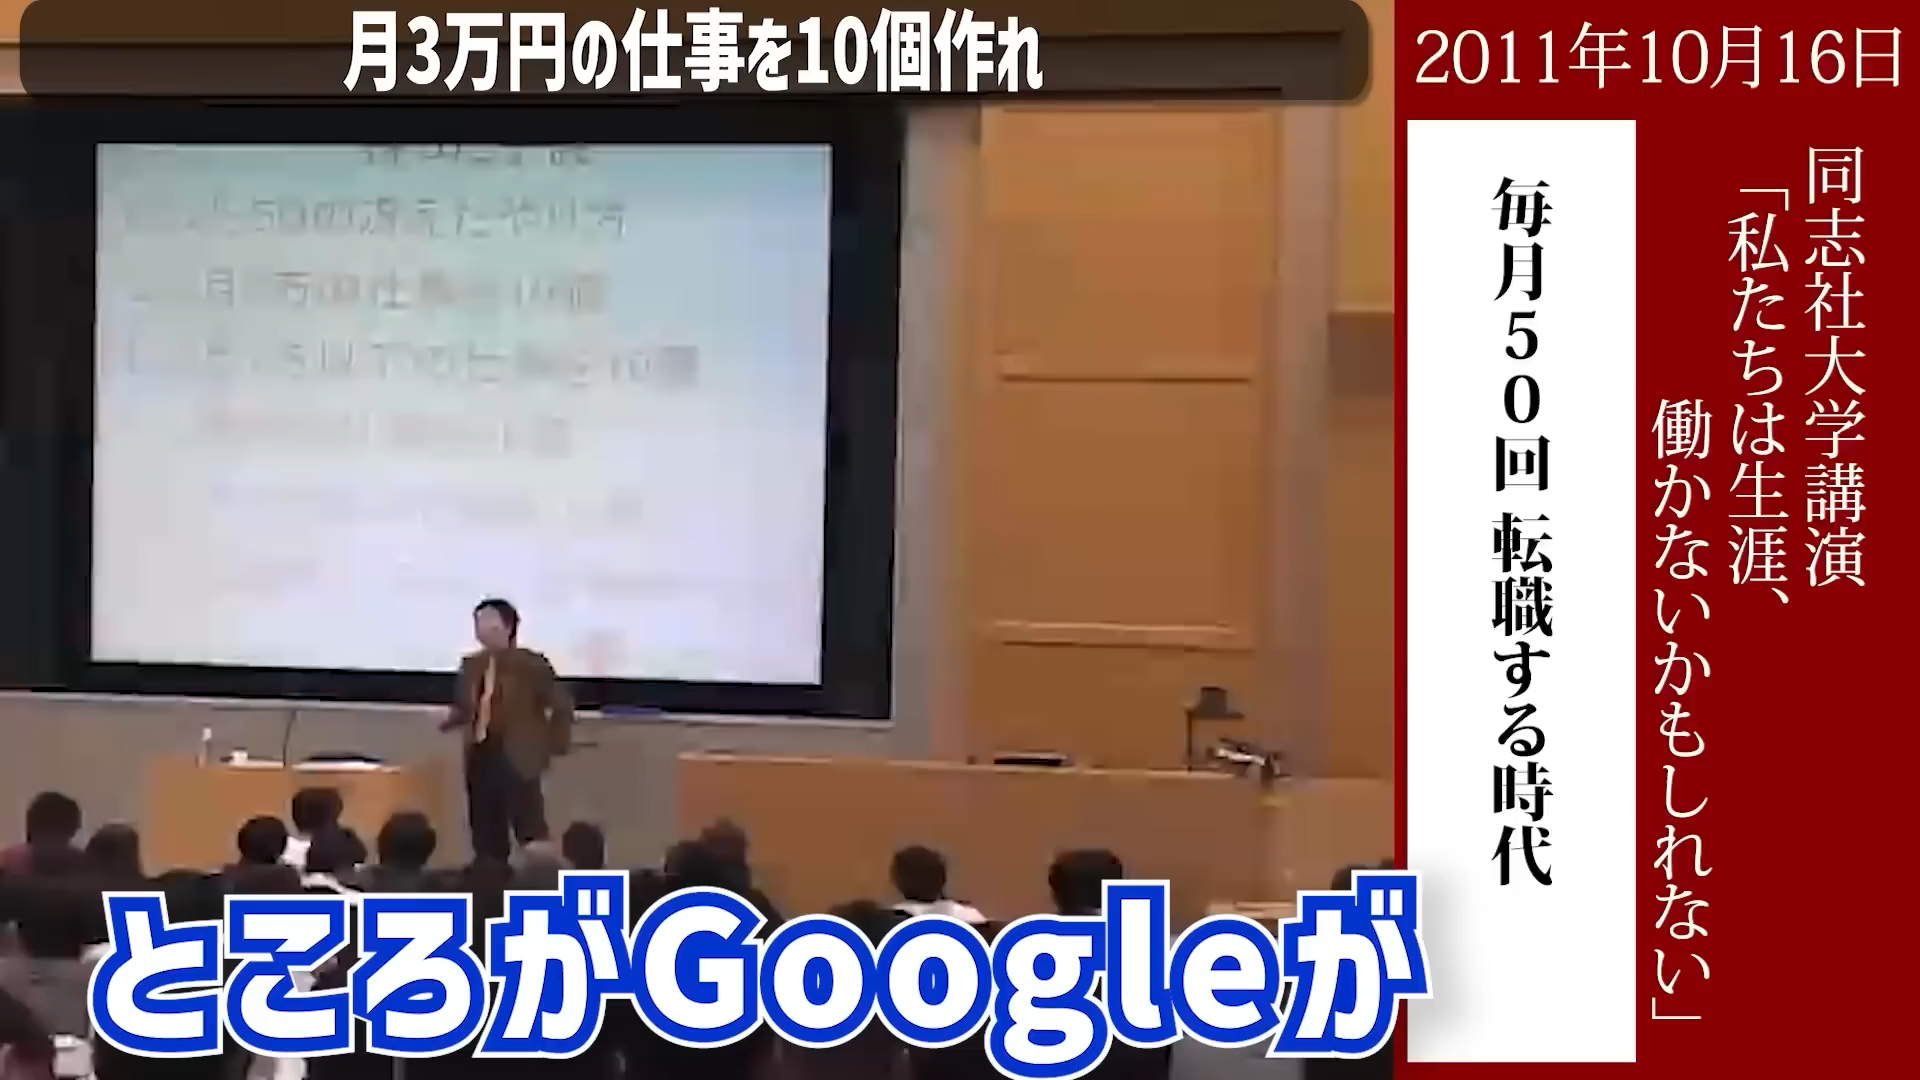 月3万円の仕事を10個作れ
2011年10月16日
同志社大学講演
「私たちは生涯、
働かないかもしれない」
毎月50回 転職する時代
ところがGoogleが